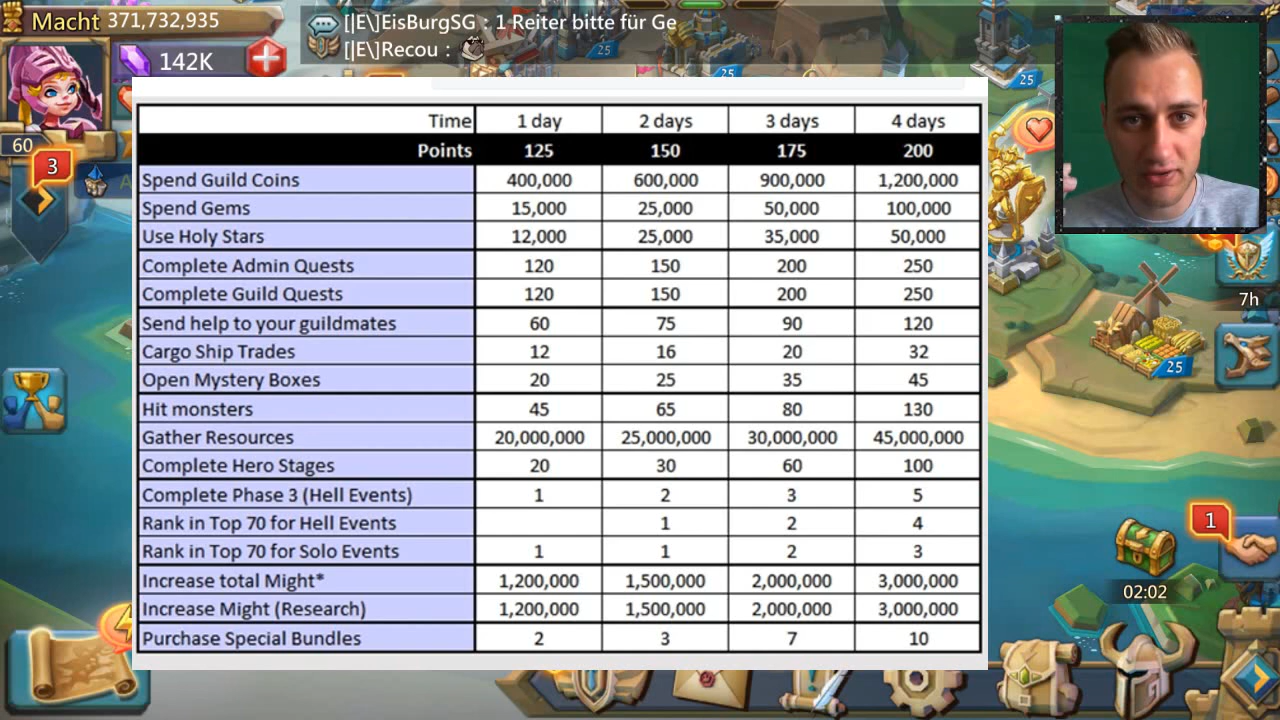 Macht 371,732,935
[||E\]EisBurgSG : 1 Reiter bitte für Ge
[||E\]Recou :
142K
25
25
25
60
3
Time 1 day 2 days 3 days 4 days
Points 125 150 175 200
Spend Guild Coins 400,000 600,000 900,000 1,200,000
Spend Gems 15,000 25,000 50,000 100,000
Use Holy Stars 12,000 25,000 35,000 50,000
Complete Admin Quests 120 150 200 250
Complete Guild Quests 120 150 200 250
Send help to your guildmates 60 75 90 120
Cargo Ship Trades 12 16 20 32
Open Mystery Boxes 20 25 35 45
Hit monsters 45 65 80 130
Gather Resources 20,000,000 25,000,000 30,000,000 45,000,000
Complete Hero Stages 20 30 60 100
Complete Phase 3 (Hell Events) 1 2 3 5
Rank in Top 70 for Hell Events 1 2 4
Rank in Top 70 for Solo Events 1 1 2 3
Increase total Might* 1,200,000 1,500,000 2,000,000 3,000,000
Increase Might (Research) 1,200,000 1,500,000 2,000,000 3,000,000
Purchase Special Bundles 2 3 7 10
7h
25
1
02:02